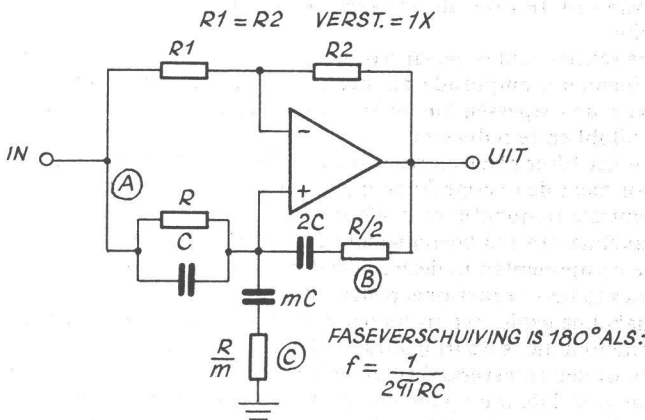 R1 = R2 VERST. = 1X
R1
R2
IN
UIT.
−
+
A
R
C
2C
R/2
B
mC
R/m
C
FASEVERSCHUIVING IS 180° ALS:
f = 1/2πRC